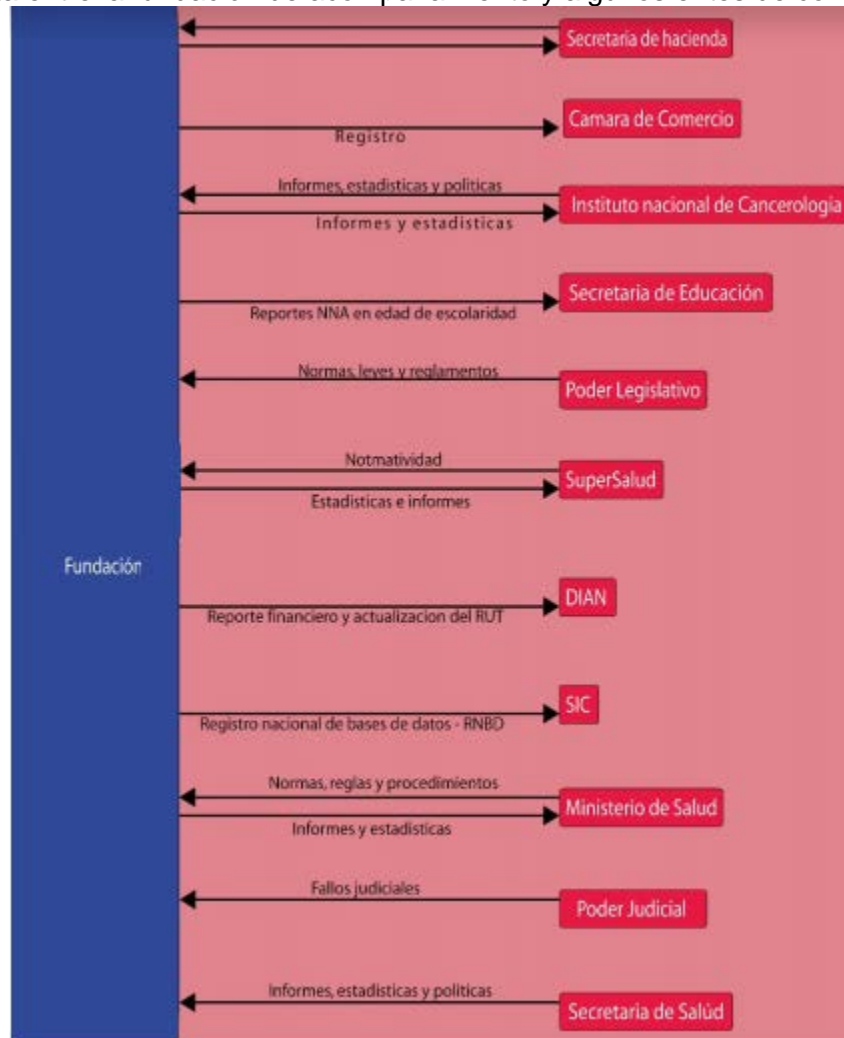 Secretaria de hacienda
Camara de Comercio
Registro
Informes, estadisticas y politicas
Instituto nacional de Cancerologia
Informes y estadisticas
Secretaria de Educación
Reportes NNA en edad de escolaridad
Normas, leyes y reglamentos
Poder Legislativo
Notmatividad
SuperSalud
Estadisticas e informes
Fundación
DIAN
Reporte financiero y actualizacion del RUT
SIC
Registro nacional de bases de datos - RNBD
Normas, reglas y procedimientos
Ministerio de Salud
Informes y estadisticas
Fallos judiciales
Poder Judicial
Informes, estadisticas y politicas
Secretaria de Salúd